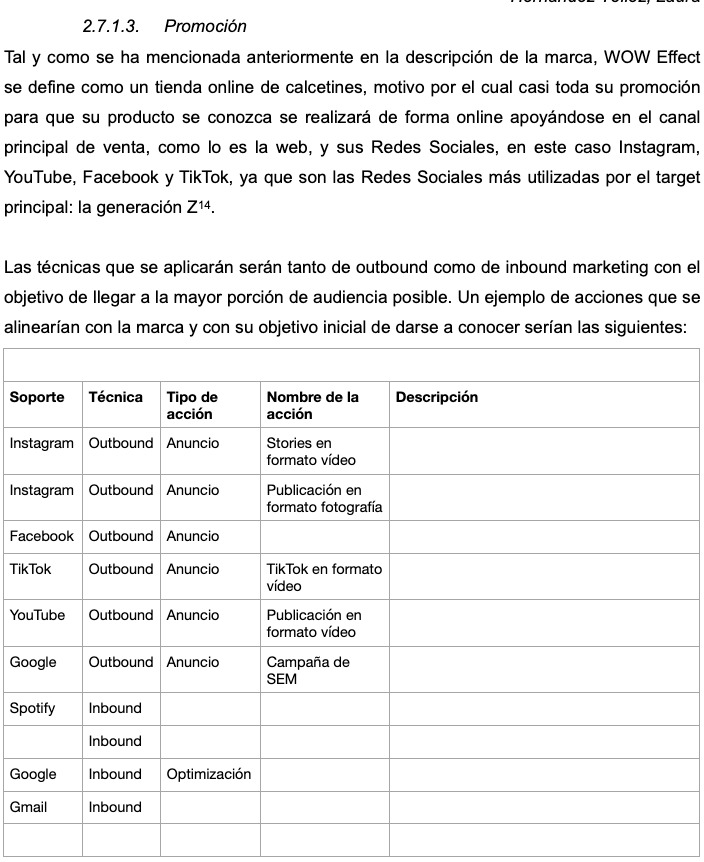 2.7.1.3. Promoción
Tal y como se ha mencionada anteriormente en la descripción de la marca, WOW Effect
se define como un tienda online de calcetines, motivo por el cual casi toda su promoción
para que su producto se conozca se realizará de forma online apoyándose en el canal
principal de venta, como lo es la web, y sus Redes Sociales, en este caso Instagram,
YouTube, Facebook y TikTok, ya que son las Redes Sociales más utilizadas por el target
principal: la generación Z14.
Las técnicas que se aplicarán serán tanto de outbound como de inbound marketing con el
objetivo de llegar a la mayor porción de audiencia posible. Un ejemplo de acciones que se
alinearían con la marca y con su objetivo inicial de darse a conocer serían las siguientes:
Soporte Técnica Tipo de acción Nombre de la acción Descripción
Instagram Outbound Anuncio Stories en formato vídeo
Instagram Outbound Anuncio Publicación en formato fotografía
Facebook Outbound Anuncio
TikTok Outbound Anuncio TikTok en formato vídeo
YouTube Outbound Anuncio Publicación en formato vídeo
Google Outbound Anuncio Campaña de SEM
Spotify Inbound
Inbound
Google Inbound Optimización
Gmail Inbound